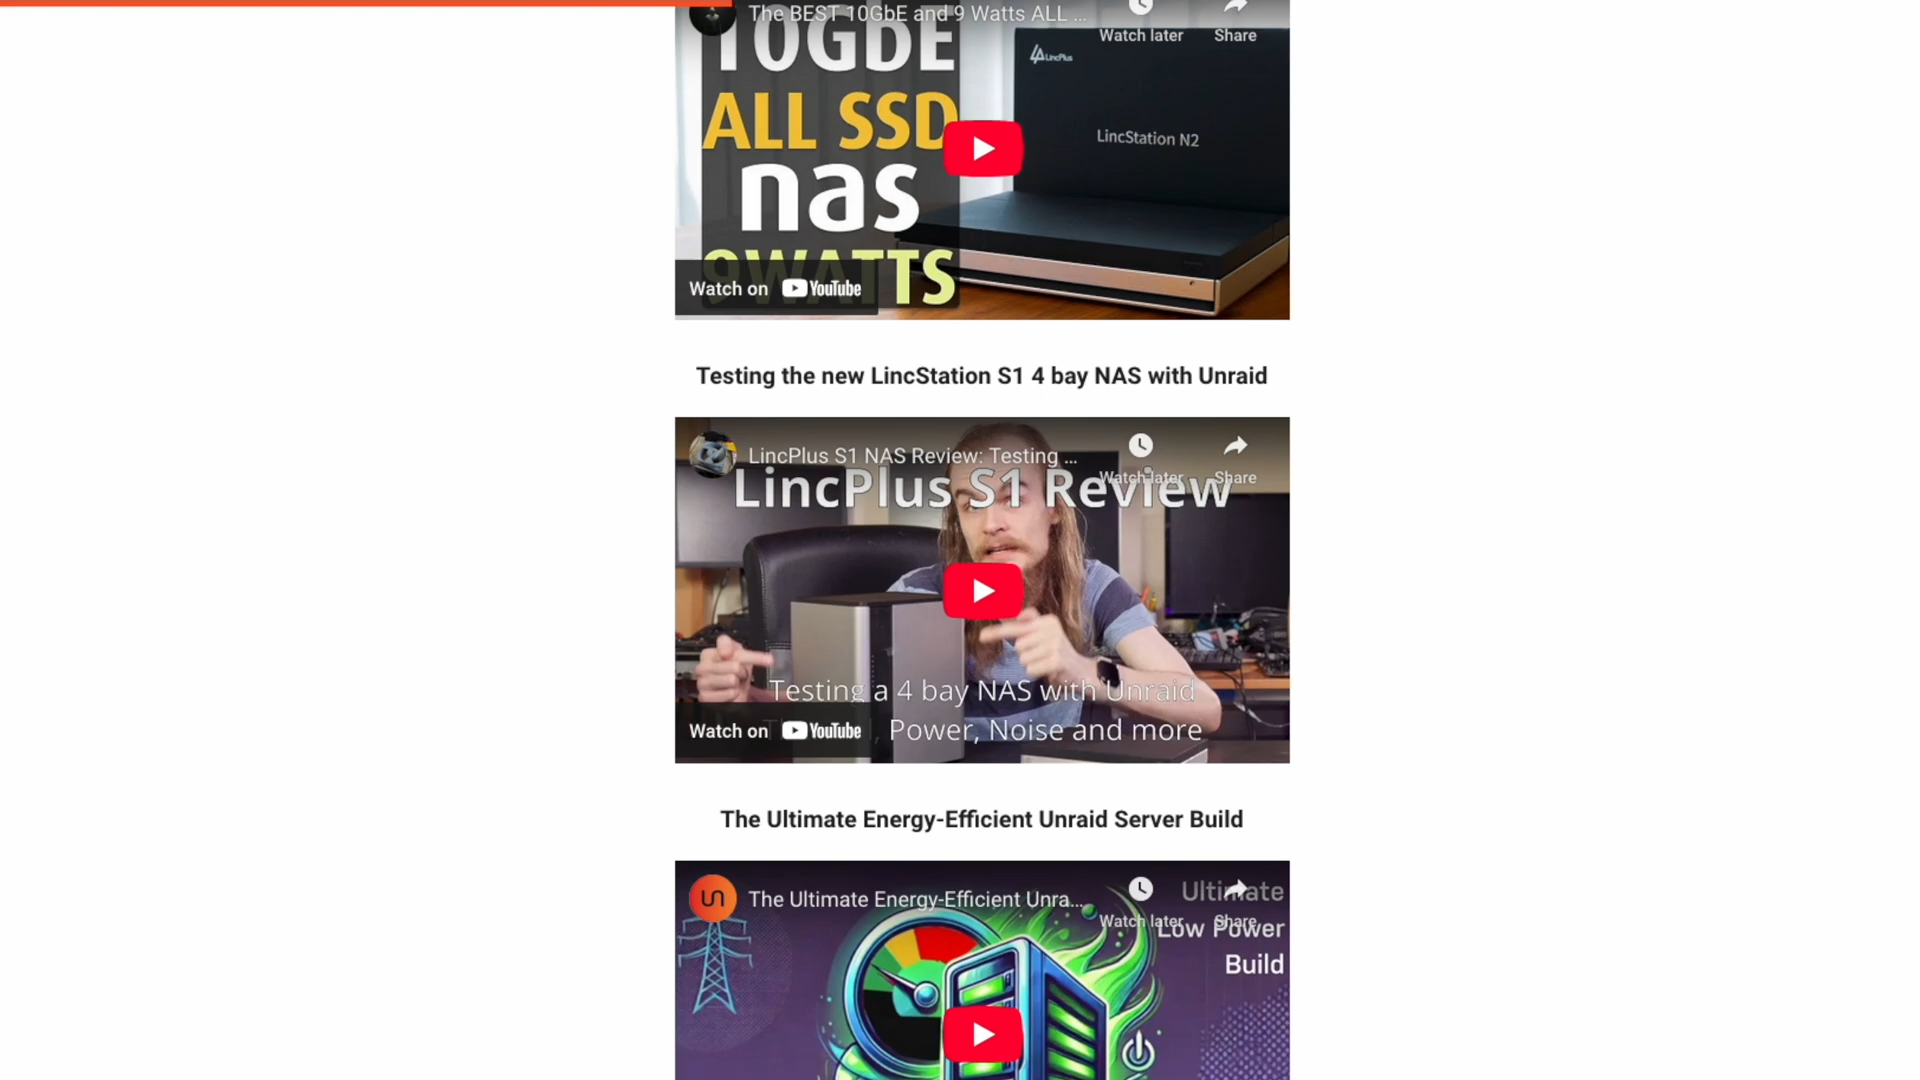 The BEST 10GbE and 9 Watts ALL ...
Watch later
Share
10GbE
ALL SSD
nas
9WATTS
LincPlus
LincStation N2
Watch on YouTube
Testing the new LincStation S1 4 bay NAS with Unraid
LincPlus S1 NAS Review: Testing ...
Watch later
Share
LincPlus S1 Review
Testing a 4 bay NAS with Unraid
, Power, Noise and more
Watch on YouTube
The Ultimate Energy-Efficient Unraid Server Build
The Ultimate Energy-Efficient Unra...
Watch later
Share
Ultimate
Low Power
Build